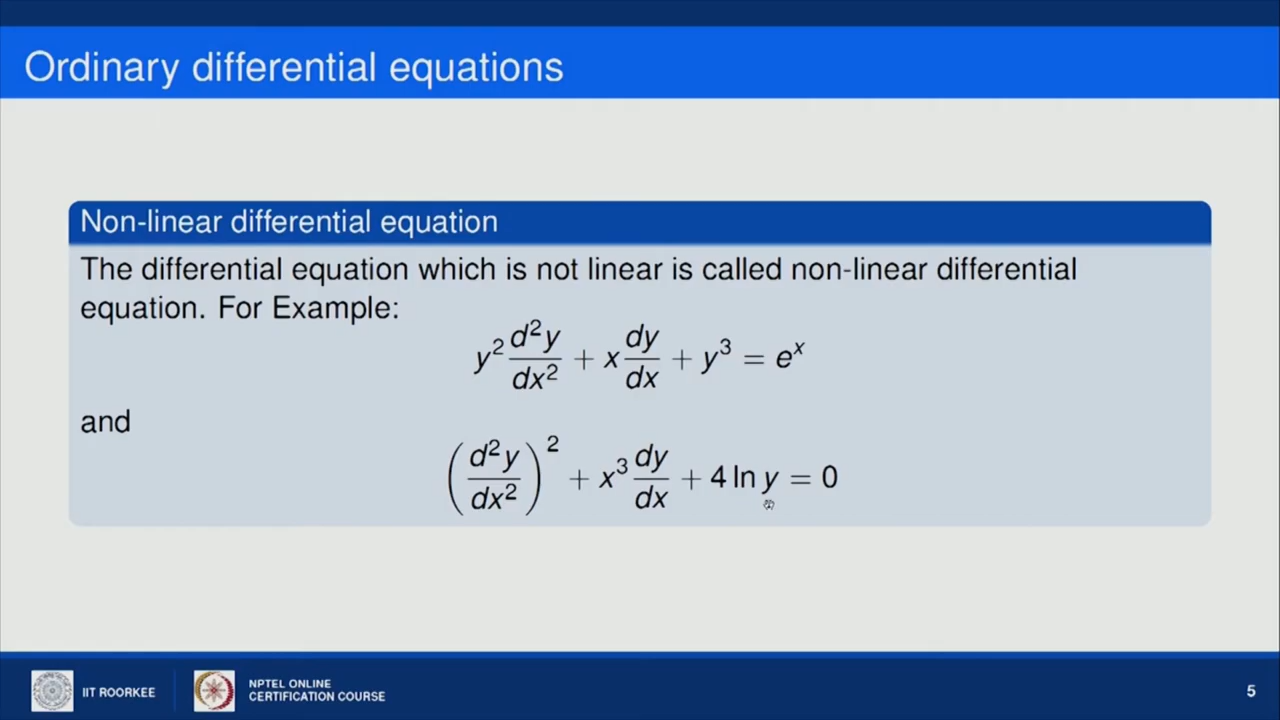 Ordinary differential equations
Non-linear differential equation
The differential equation which is not linear is called non-linear differential
equation. For Example:
y² d²y/dx² + x dy/dx + y³ = eˣ
and
(d²y/dx²)² + x³ dy/dx + 4 ln y = 0
IIT ROORKEE
NPTEL ONLINE
CERTIFICATION COURSE
5